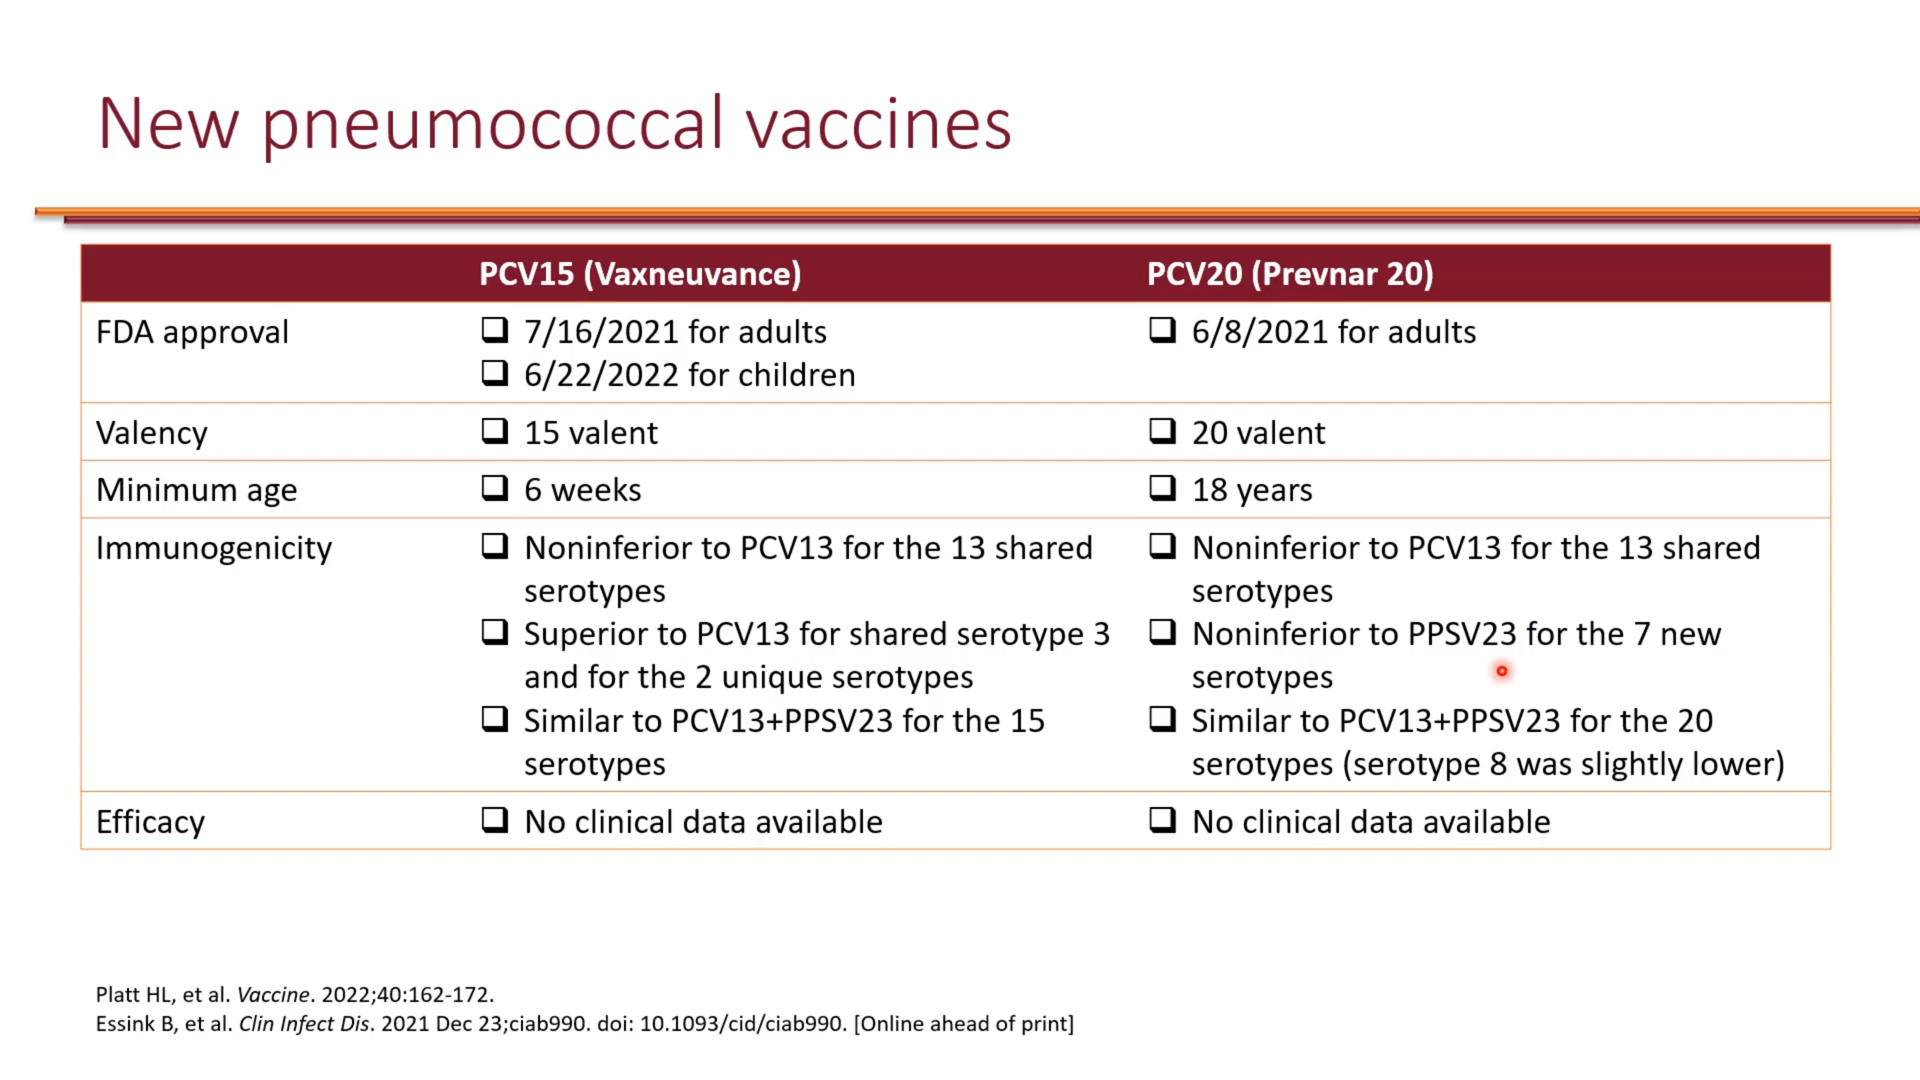 New pneumococcal vaccines
PCV15 (Vaxneuvance) PCV20 (Prevnar 20)
FDA approval
❑ 7/16/2021 for adults
❑ 6/22/2022 for children
❑ 6/8/2021 for adults
Valency
❑ 15 valent
❑ 20 valent
Minimum age
❑ 6 weeks
❑ 18 years
Immunogenicity
❑ Noninferior to PCV13 for the 13 shared
serotypes
❑ Superior to PCV13 for shared serotype 3
and for the 2 unique serotypes
❑ Similar to PCV13+PPSV23 for the 15
serotypes
❑ Noninferior to PCV13 for the 13 shared
serotypes
❑ Noninferior to PPSV23 for the 7 new
serotypes
❑ Similar to PCV13+PPSV23 for the 20
serotypes (serotype 8 was slightly lower)
Efficacy
❑ No clinical data available
❑ No clinical data available
Platt HL, et al. Vaccine. 2022;40:162-172.
Essink B, et al. Clin Infect Dis. 2021 Dec 23;ciab990. doi: 10.1093/cid/ciab990. [Online ahead of print]